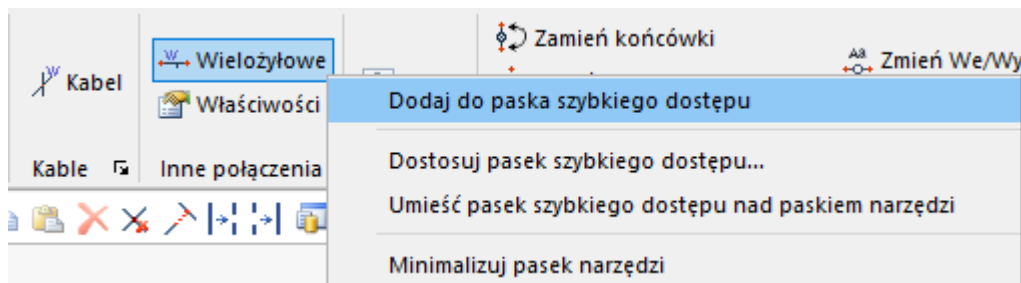 Kabel
Kable
Wielożyłowe
Właściwości
Inne połączenia
Zamień końcówki
Zmień We/Wy
Dodaj do paska szybkiego dostępu
Dostosuj pasek szybkiego dostępu...
Umieść pasek szybkiego dostępu nad paskiem narzędzi
Minimalizuj pasek narzędzi